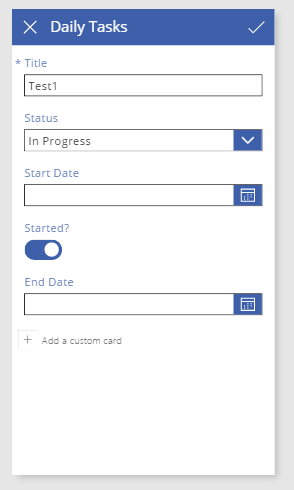 Daily Tasks
* Title
Test1
Status
In Progress
Start Date
Started?
End Date
+ Add a custom card